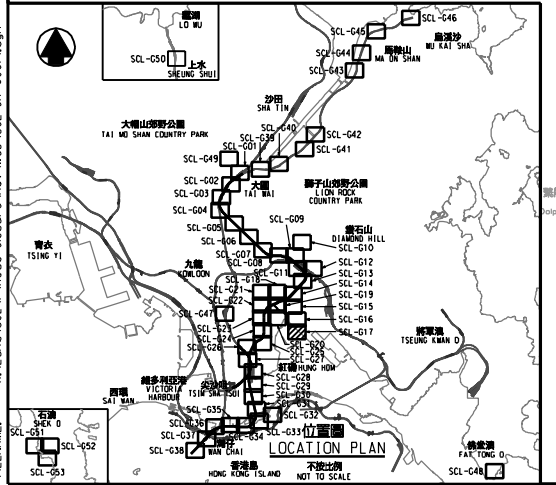 羅湖
LO WU
SCL-G50
上水
SHEUNG SHUI
SCL-G46
SCL-G45
烏溪沙
WU KAI SHA
SCL-G44
馬鞍山
MA ON SHAN
SCL-G43
沙田
SHA TIN
大帽山郊野公園
TAI MO SHAN COUNTRY PARK
SCL-G40
SCL-G39
SCL-G42
SCL-G01
SCL-G41
SCL-G49
SCL-G02
大圍
TAI WAI
獅子山郊野公園
LION ROCK
COUNTRY PARK
SCL-G03
SCL-G04
SCL-G05
SCL-G09
鑽石山
DIAMOND HILL
SCL-G06
SCL-G10
青衣
TSING YI
SCL-G07
SCL-G08
SCL-G12
九龍
KOWLOON
SCL-G11
SCL-G13
SCL-G18
SCL-G14
SCL-G21
SCL-G19
SCL-G22
SCL-G15
SCL-G47
SCL-G16
SCL-G23
SCL-G17
將軍澳
TSEUNG KWAN O
SCL-G24
SCL-G20
SCL-G26
SCL-G27
紅磡
HUNG HOM
SCL-G28
維多利亞港
VICTORIA
HARBOUR
尖沙咀
TSIM SHA TSUI
SCL-G29
西環
SAI WAN
SCL-G30
SCL-G31
SCL-G35
SCL-G32
石澳
SHEK O
SCL-G36
SCL-G33
SCL-G34
SCL-G37
灣仔
WAN CHAI
SCL-G38
SCL-G51
SCL-G52
SCL-G53
位置圖
LOCATION PLAN
香港島
HONG KONG ISLAND
不按比例
NOT TO SCALE
佛堂澳
FAT TONG O
SCL-G48